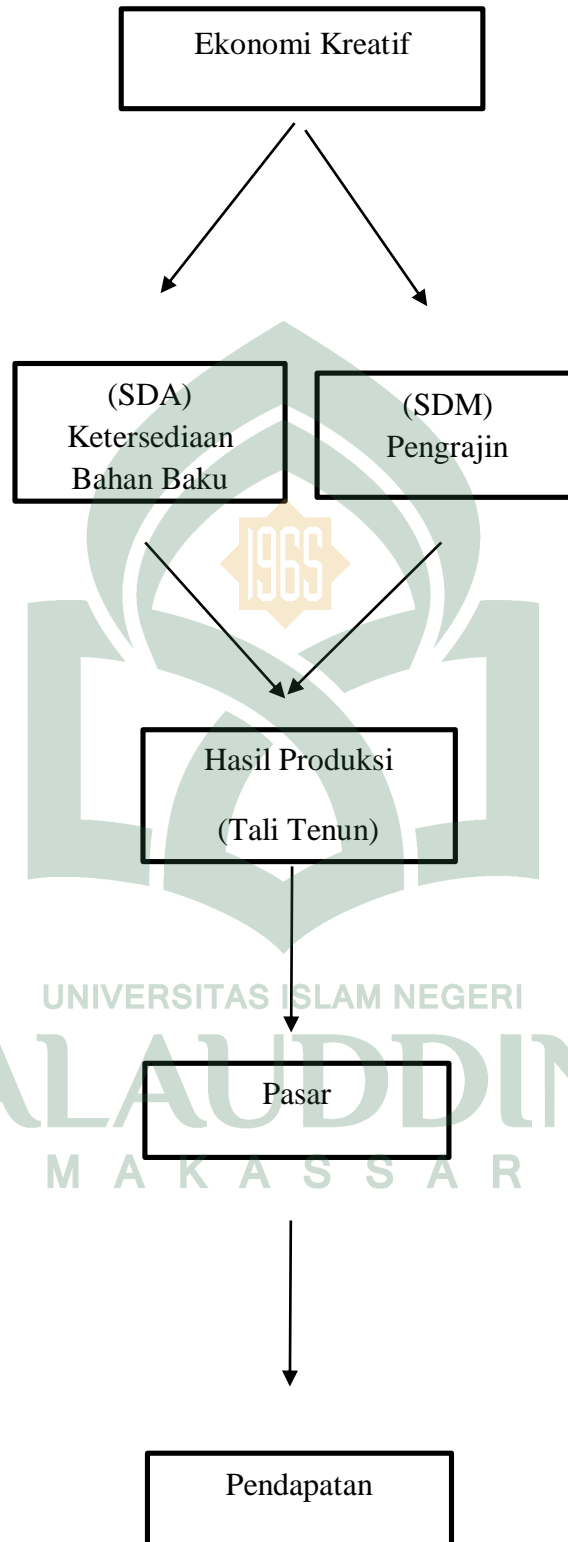 Ekonomi Kreatif
(SDA)
Ketersediaan
Bahan Baku
(SDM)
Pengrajin
1965
Hasil Produksi
(Tali Tenun)
UNIVERSITAS ISLAM NEGERI
ALAUDDIN
Pasar
MAKASSAR
Pendapatan